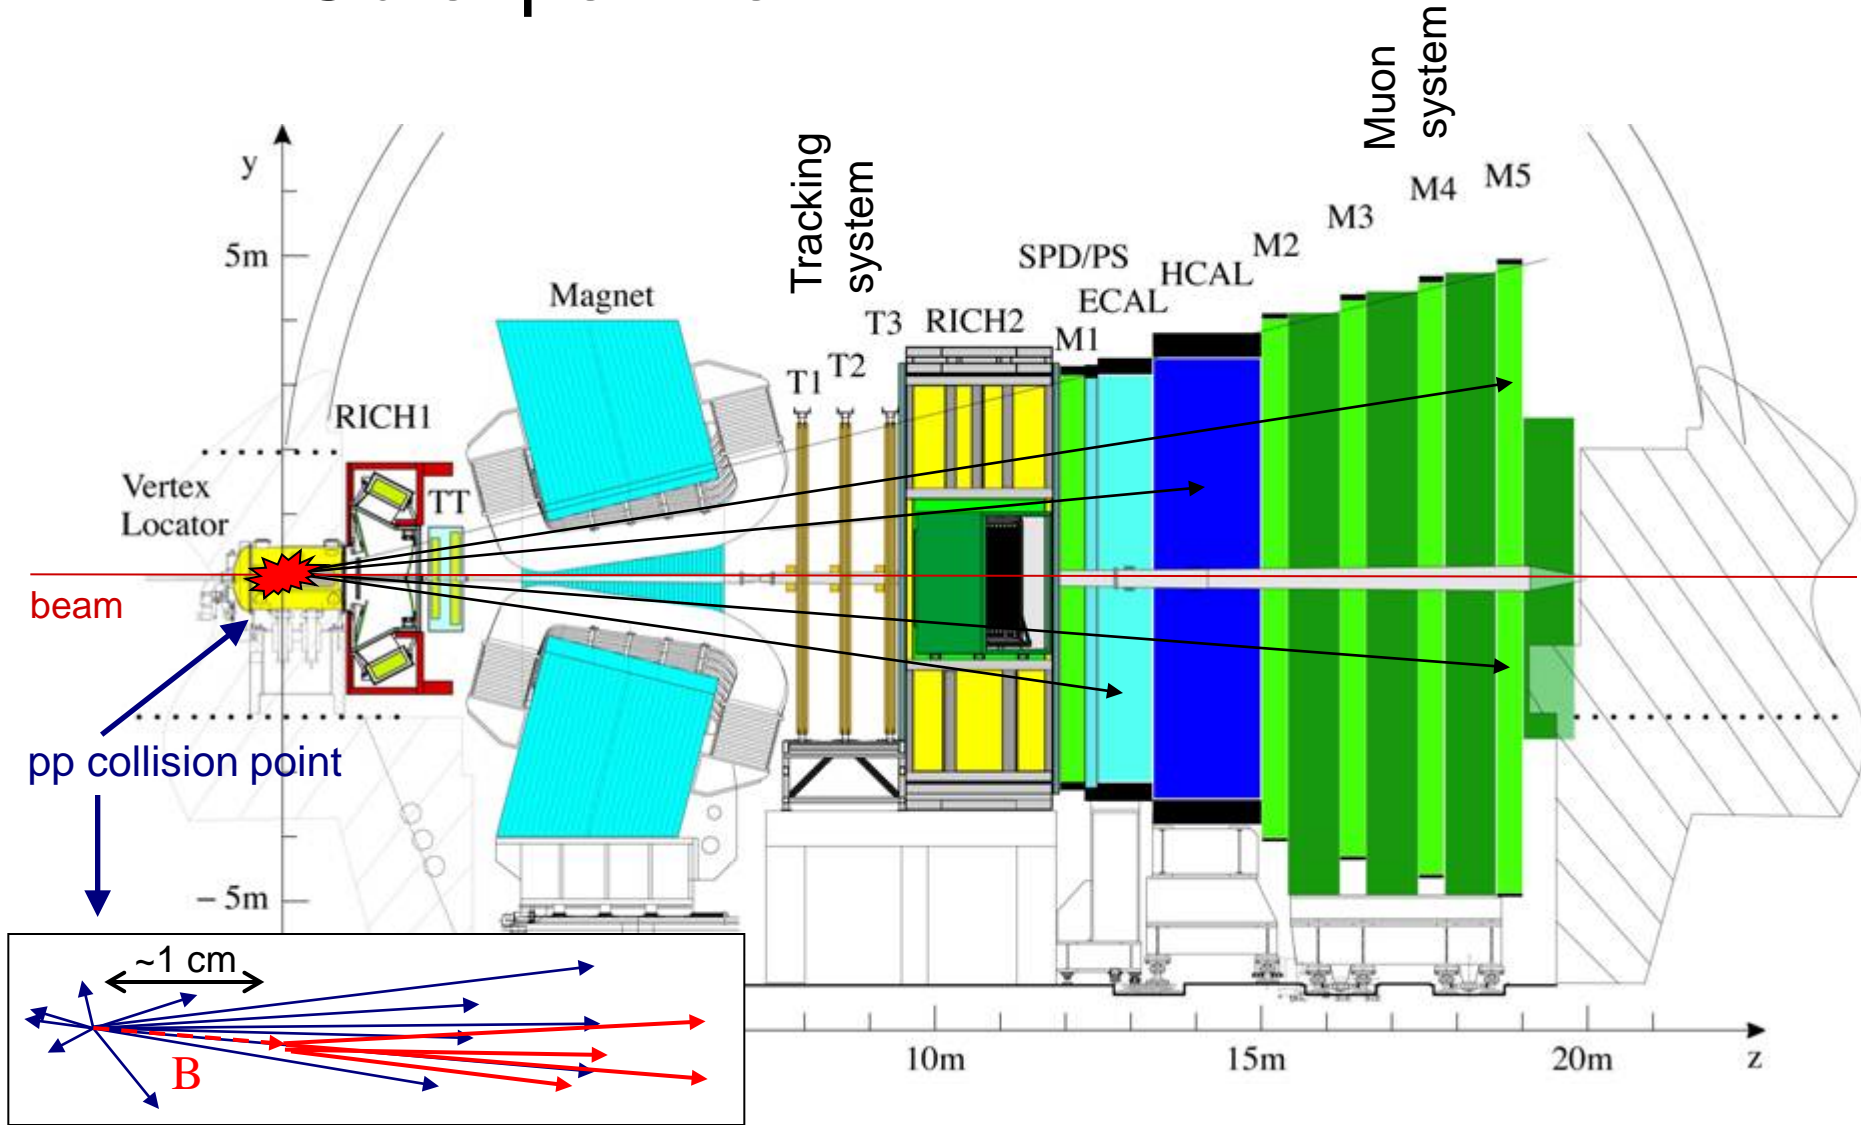 Muon
system
Tracking
system
y
5m
Magnet
M5
M4
M3
M2
SPD/PS
HCAL
ECAL
T3
RICH2
M1
T2
T1
RICH1
Vertex
Locator
TT
beam
pp collision point
– 5m
~1 cm
B
10m
15m
20m
z